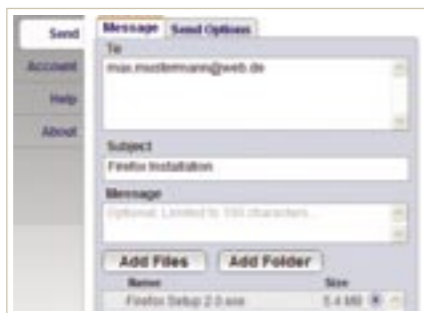 Send
Account
Help
About
Message Send Options
To
max.mustermann@web.de
Subject
Firefox Installation
Message
Optional. Limited to 100 characters...
Add Files Add Folder
Name Size
Firefox Setup 2.0.exe 5.4 MB